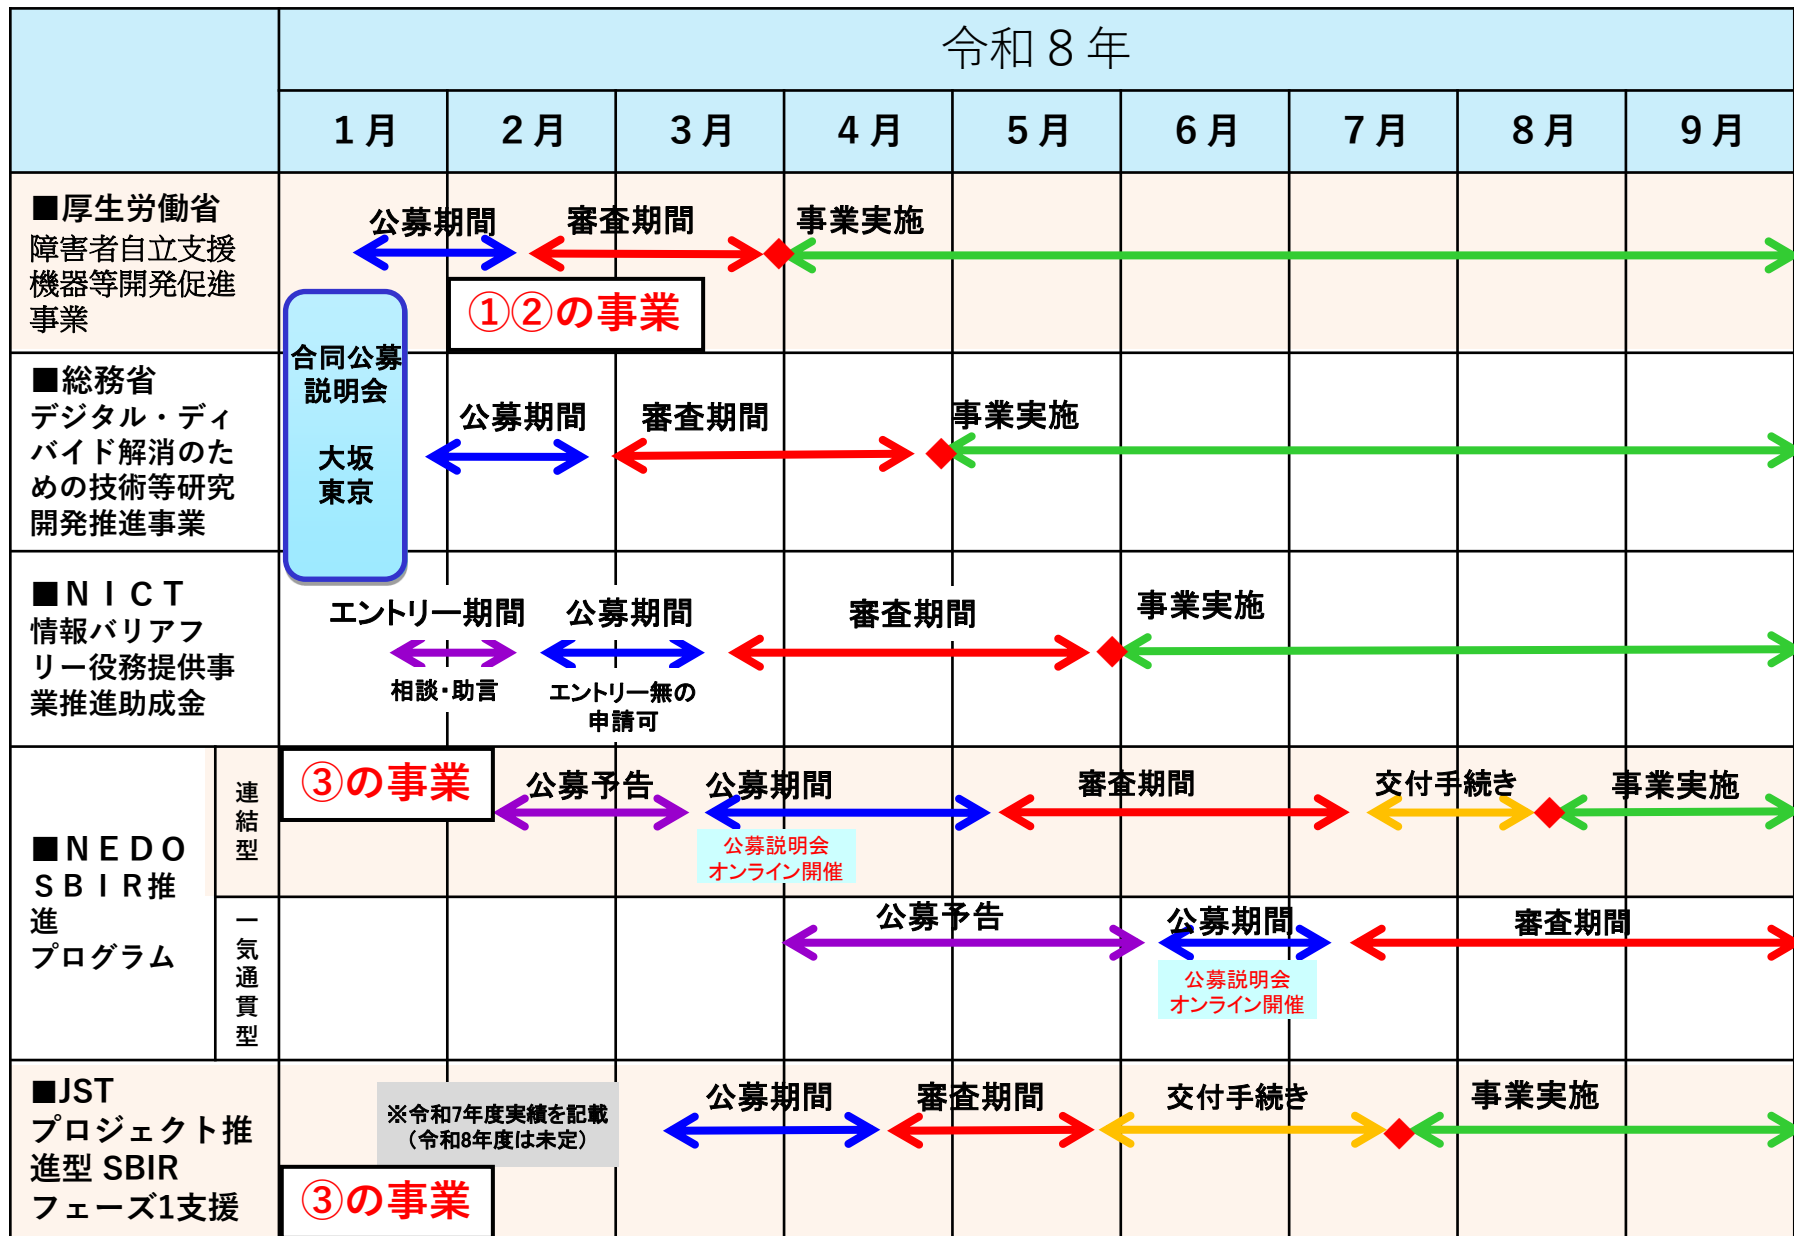 令和８年
１月 ２月 ３月 ４月 ５月 ６月 ７月 ８月 ９月
■厚生労働省
障害者自立支援
機器等開発促進
事業
公募期間 審査期間 事業実施
①②の事業
合同公募
説明会
大坂
東京
■総務省
デジタル・ディ
バイド解消のた
めの技術等研究
開発推進事業
公募期間 審査期間 事業実施
■ＮＩＣＴ
情報バリアフ
リー役務提供事
業推進助成金
エントリー期間 公募期間 審査期間 事業実施
相談・助言
エントリー無の
申請可
■ＮＥＤＯ
ＳＢＩＲ推
進
プログラム
連
結
型
③の事業
公募予告 公募期間 審査期間 交付手続き 事業実施
公募説明会
オンライン開催
一
気
通
貫
型
公募予告 公募期間 審査期間
公募説明会
オンライン開催
■JST
プロジェクト推
進型 SBIR
フェーズ1支援
※令和7年度実績を記載
（令和8年度は未定）
公募期間 審査期間 交付手続き 事業実施
③の事業